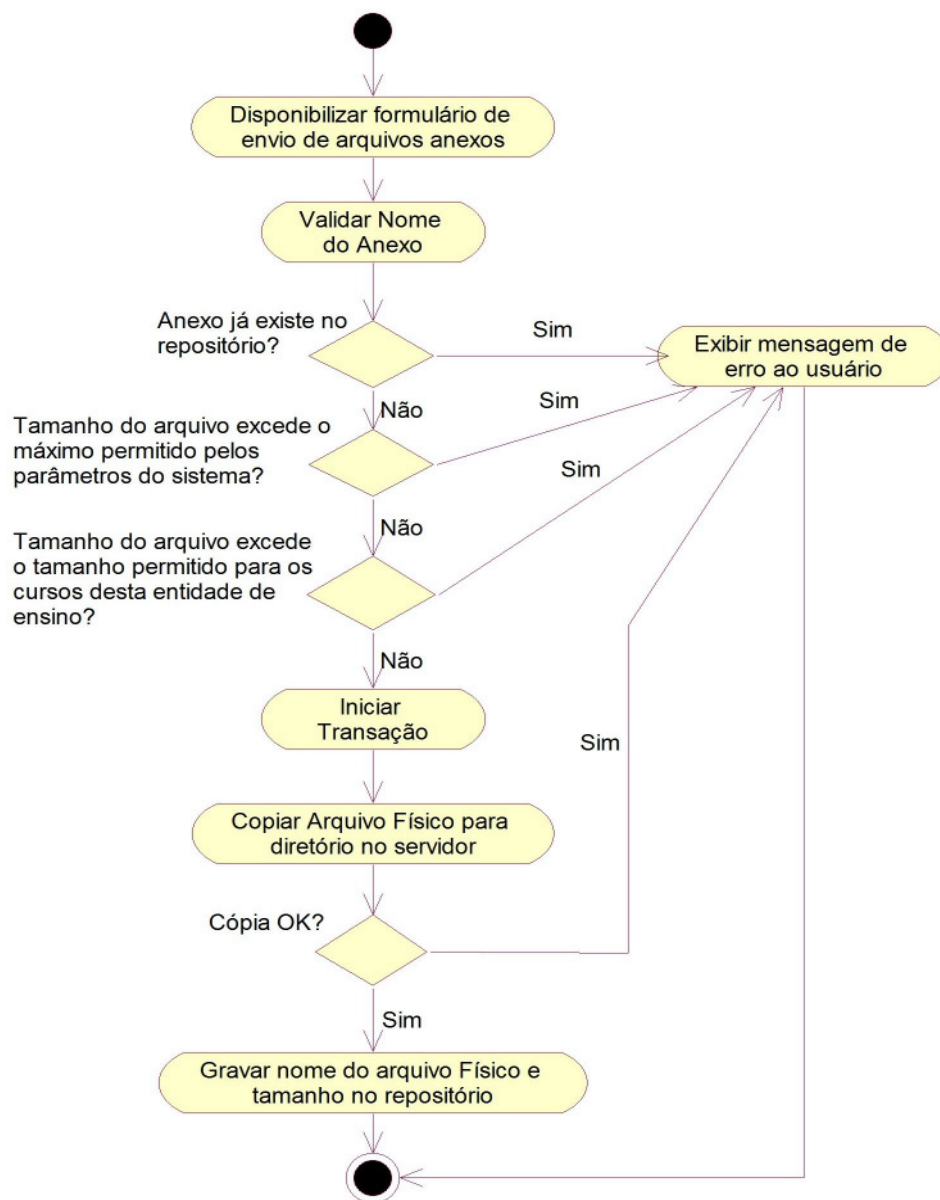 Disponibilizar formulário de
envio de arquivos anexos
Validar Nome
do Anexo
Anexo já existe no
repositório?
Sim
Exibir mensagem de
erro ao usuário
Não
Sim
Tamanho do arquivo excede o
máximo permitido pelos
parâmetros do sistema?
Sim
Não
Tamanho do arquivo excede
o tamanho permitido para os
cursos desta entidade de
ensino?
Não
Iniciar
Transação
Sim
Copiar Arquivo Físico para
diretório no servidor
Cópia OK?
Sim
Gravar nome do arquivo Físico e
tamanho no repositório